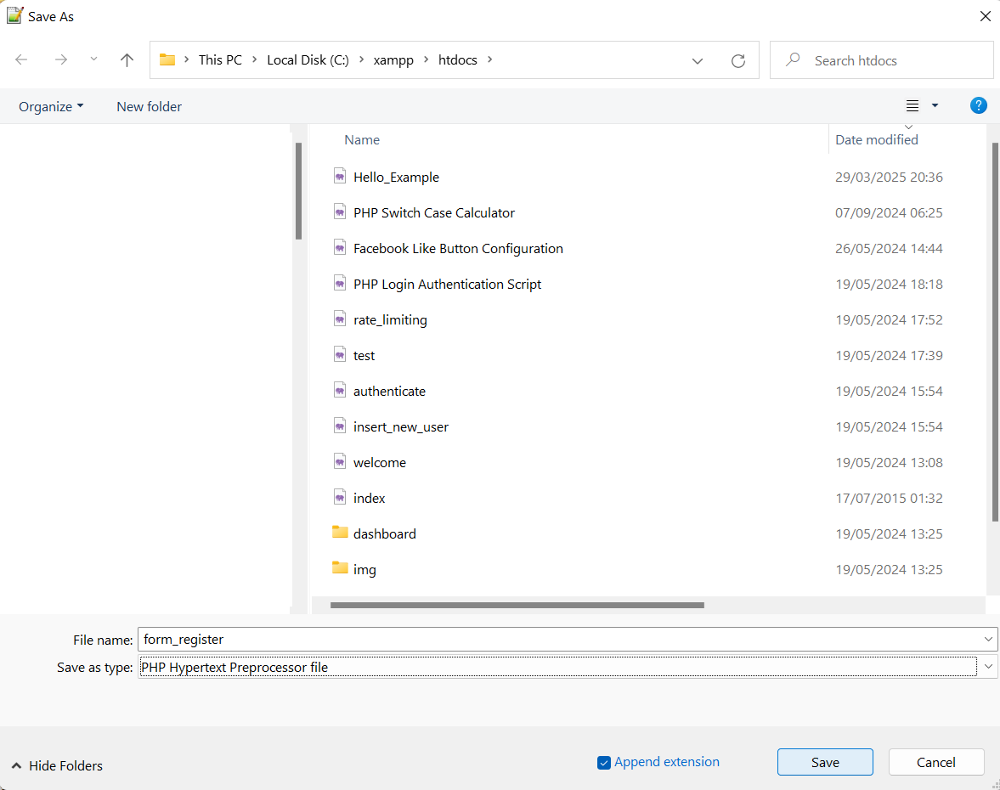 Save As
This PC > Local Disk (C:) > xampp > htdocs >
Search htdocs
Organize
New folder
?
Name
Date modified
Hello_Example 29/03/2025 20:36
PHP Switch Case Calculator 07/09/2024 06:25
Facebook Like Button Configuration 26/05/2024 14:44
PHP Login Authentication Script 19/05/2024 18:18
rate_limiting 19/05/2024 17:52
test 19/05/2024 17:39
authenticate 19/05/2024 15:54
insert_new_user 19/05/2024 15:54
welcome 19/05/2024 13:08
index 17/07/2015 01:32
dashboard 19/05/2024 13:25
img 19/05/2024 13:25
File name: form_register
Save as type: PHP Hypertext Preprocessor file
Hide Folders
Append extension
Save
Cancel